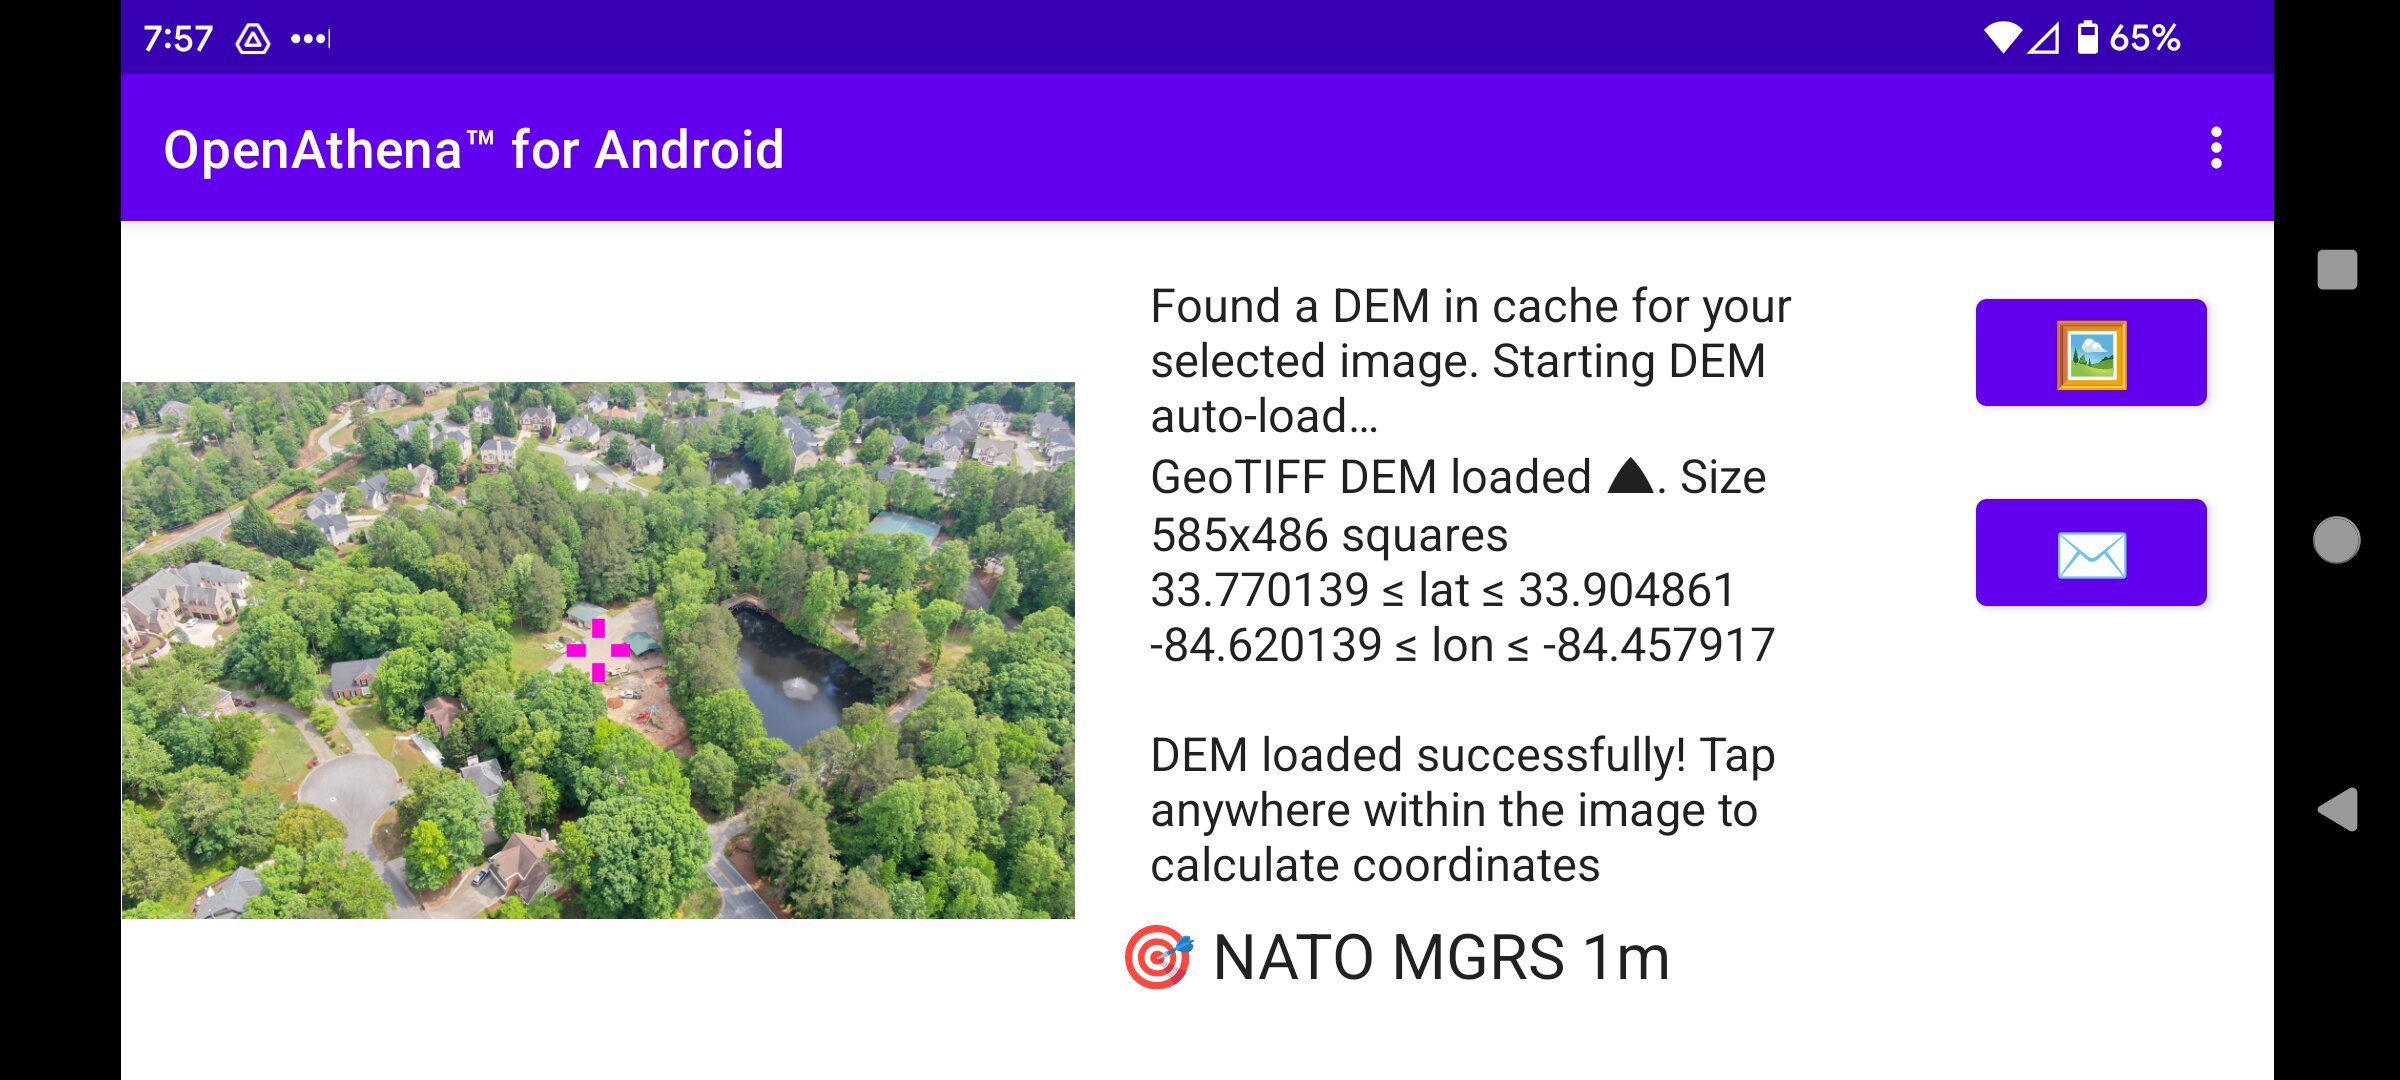 7:57
65%
OpenAthena™ for Android
Found a DEM in cache for your
selected image. Starting DEM
auto-load...
GeoTIFF DEM loaded ▲. Size
585x486 squares
33.770139 ≤ lat ≤ 33.904861
-84.620139 ≤ lon ≤ -84.457917
DEM loaded successfully! Tap
anywhere within the image to
calculate coordinates
🎯 NATO MGRS 1m